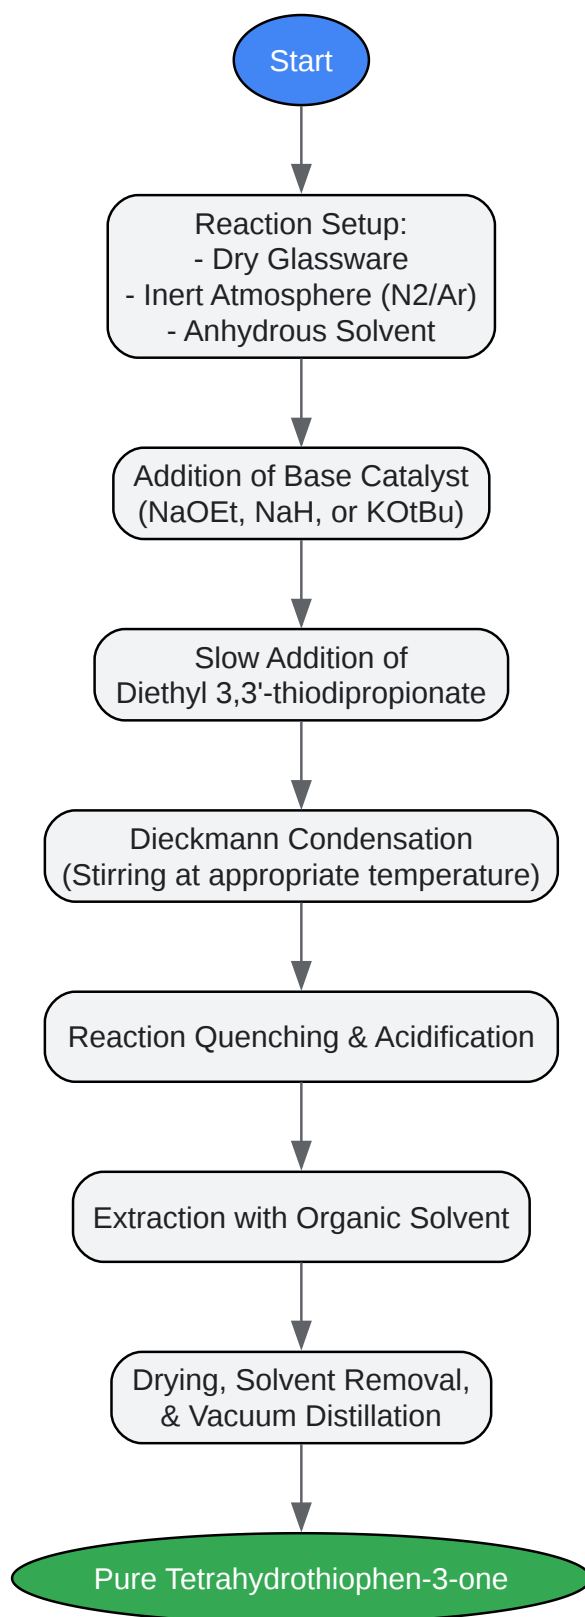 Start
Reaction Setup:
- Dry Glassware
- Inert Atmosphere (N2/Ar)
- Anhydrous Solvent
Addition of Base Catalyst
(NaOEt, NaH, or KOtBu)
Slow Addition of
Diethyl 3,3'-thiodipropionate
Dieckmann Condensation
(Stirring at appropriate temperature)
Reaction Quenching & Acidification
Extraction with Organic Solvent
Drying, Solvent Removal,
& Vacuum Distillation
Pure Tetrahydrothiophen-3-one